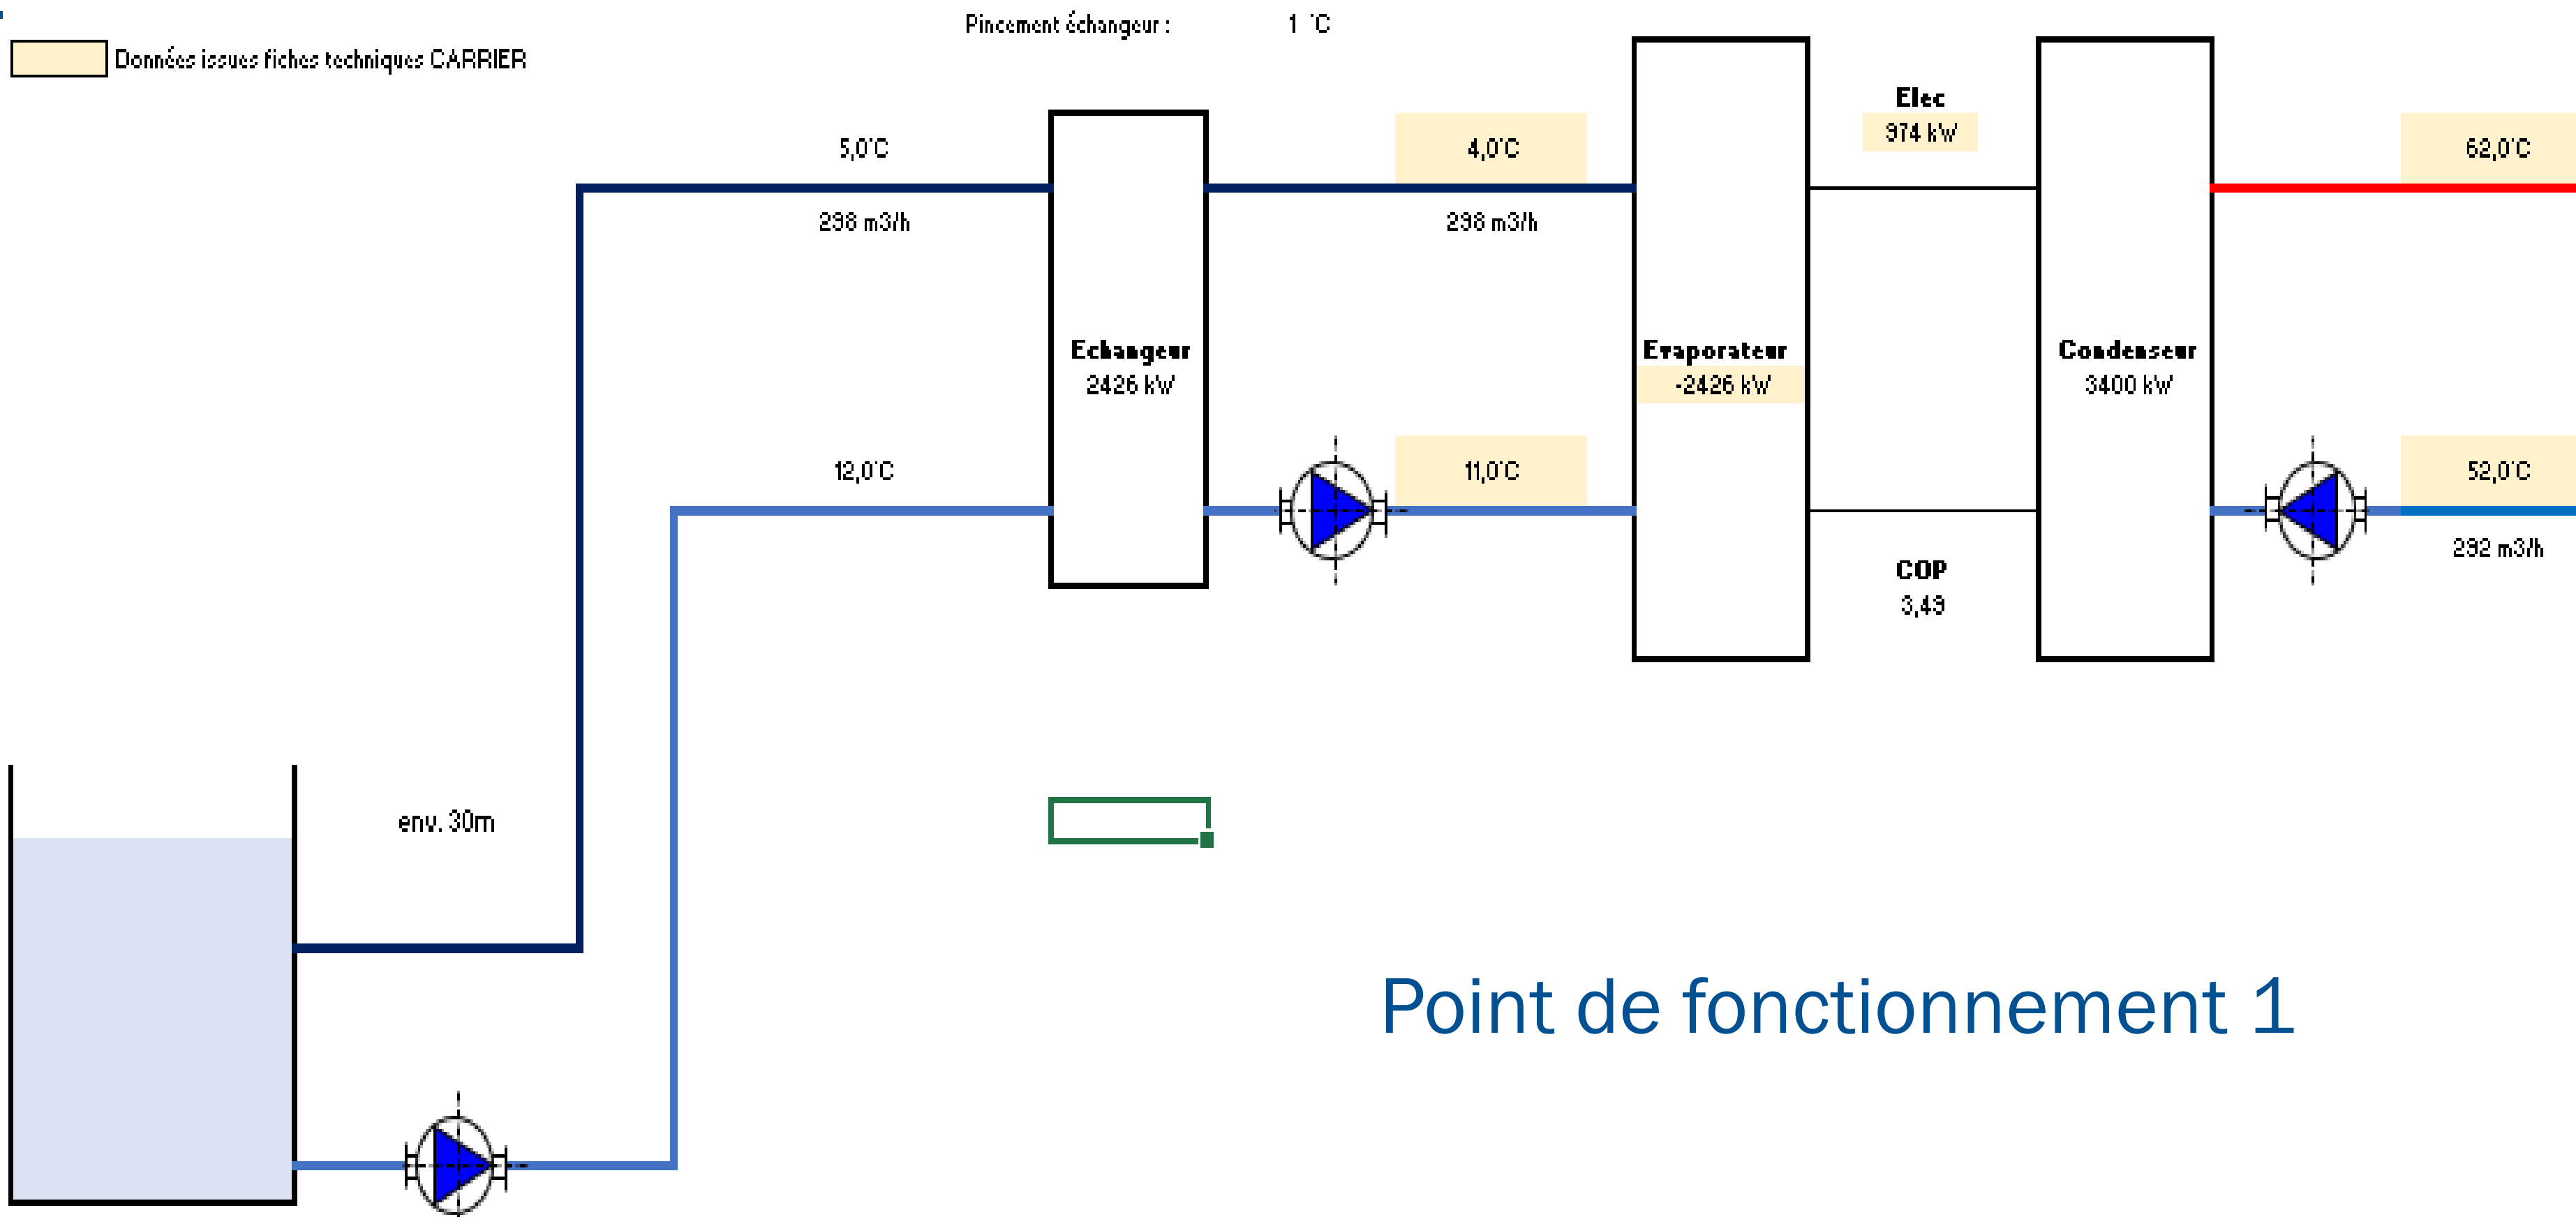 Pincement échangeur : 1 °C
Données issues fiches techniques CARRIER
Elec
974 kW
5,0°C
4,0°C
62,0°C
298 m3/h
298 m3/h
Echangeur
2426 kW
Evaporateur
-2426 kW
Condenseur
3400 kW
12,0°C
11,0°C
52,0°C
292 m3/h
COP
3,49
env. 30m
Point de fonctionnement 1